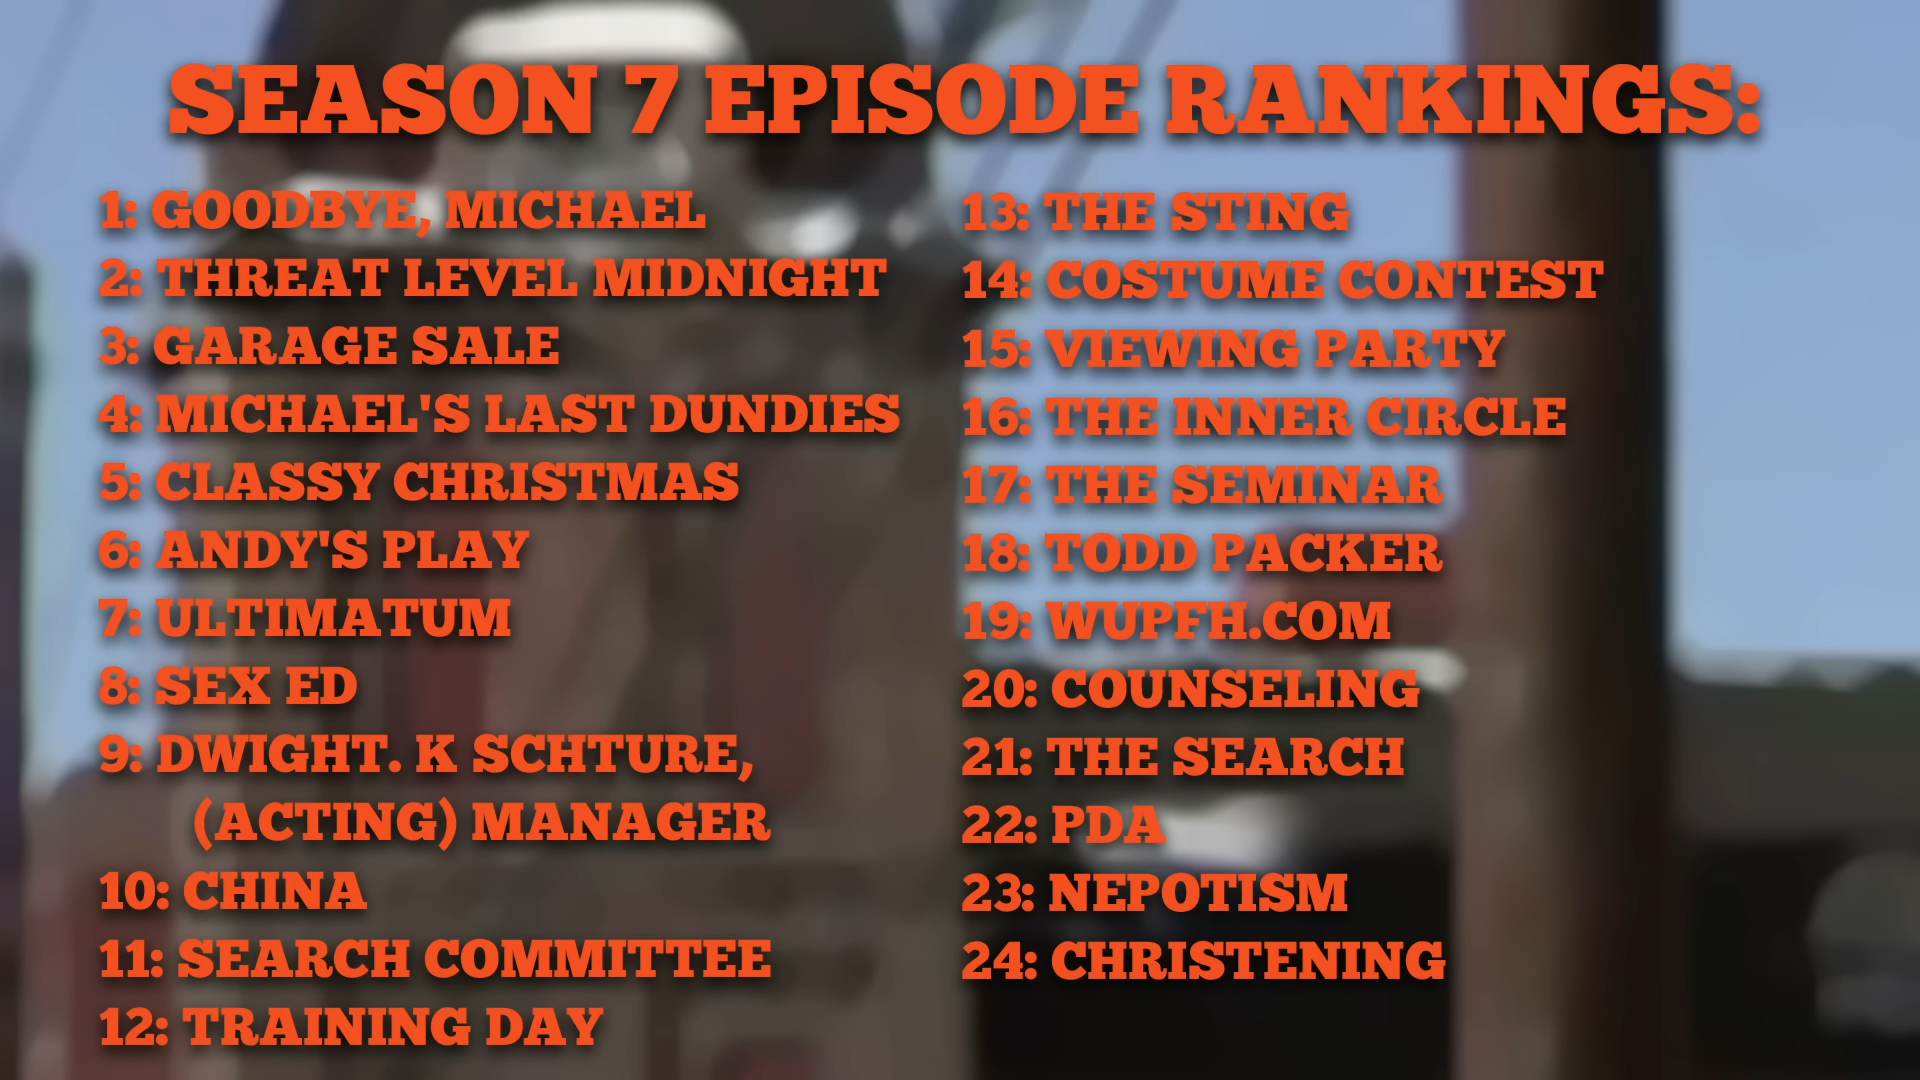 SEASON 7 EPISODE RANKINGS:
1: GOODBYE, MICHAEL
2: THREAT LEVEL MIDNIGHT
3: GARAGE SALE
4: MICHAEL'S LAST DUNDIES
5: CLASSY CHRISTMAS
6: ANDY'S PLAY
7: ULTIMATUM
8: SEX ED
9: DWIGHT. K SCHTURE,
(ACTING) MANAGER
10: CHINA
11: SEARCH COMMITTEE
12: TRAINING DAY
13: THE STING
14: COSTUME CONTEST
15: VIEWING PARTY
16: THE INNER CIRCLE
17: THE SEMINAR
18: TODD PACKER
19: WUPFH.COM
20: COUNSELING
21: THE SEARCH
22: PDA
23: NEPOTISM
24: CHRISTENING